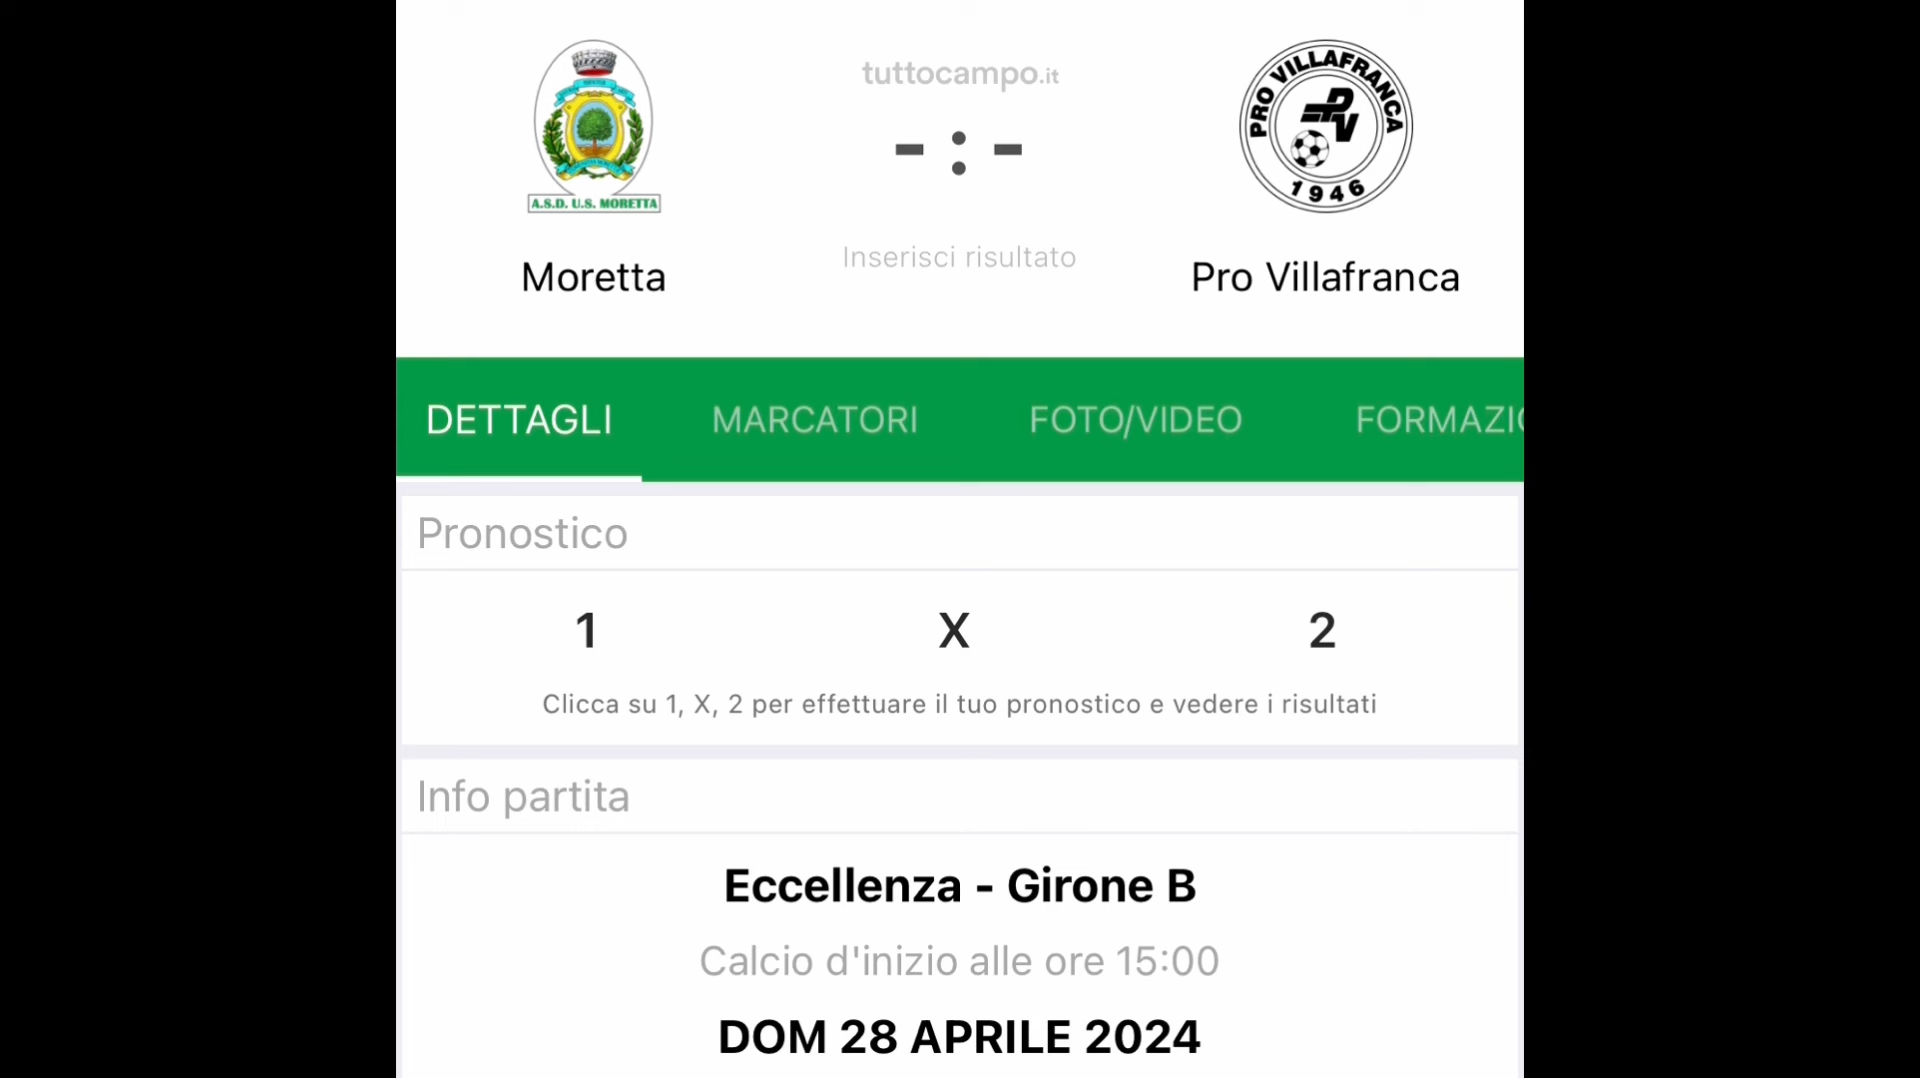 tuttocampo.it
- : -
Inserisci risultato
A.S.D. U.S. MORETTA
Moretta
PRO VILLAFRANCA
PV
1946
Pro Villafranca
DETTAGLI MARCATORI FOTO/VIDEO FORMAZIO
Pronostico
1 X 2
Clicca su 1, X, 2 per effettuare il tuo pronostico e vedere i risultati
Info partita
Eccellenza - Girone B
Calcio d'inizio alle ore 15:00
DOM 28 APRILE 2024